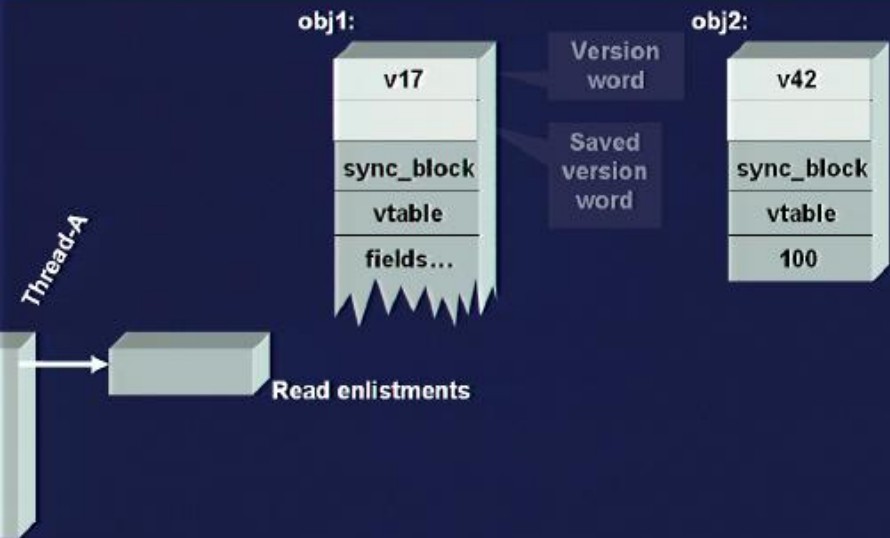 obj1:
v17
sync_block
vtable
fields...
Version
word
Saved
version
word
obj2:
v42
sync_block
vtable
100
Thread-A
Read enlistments